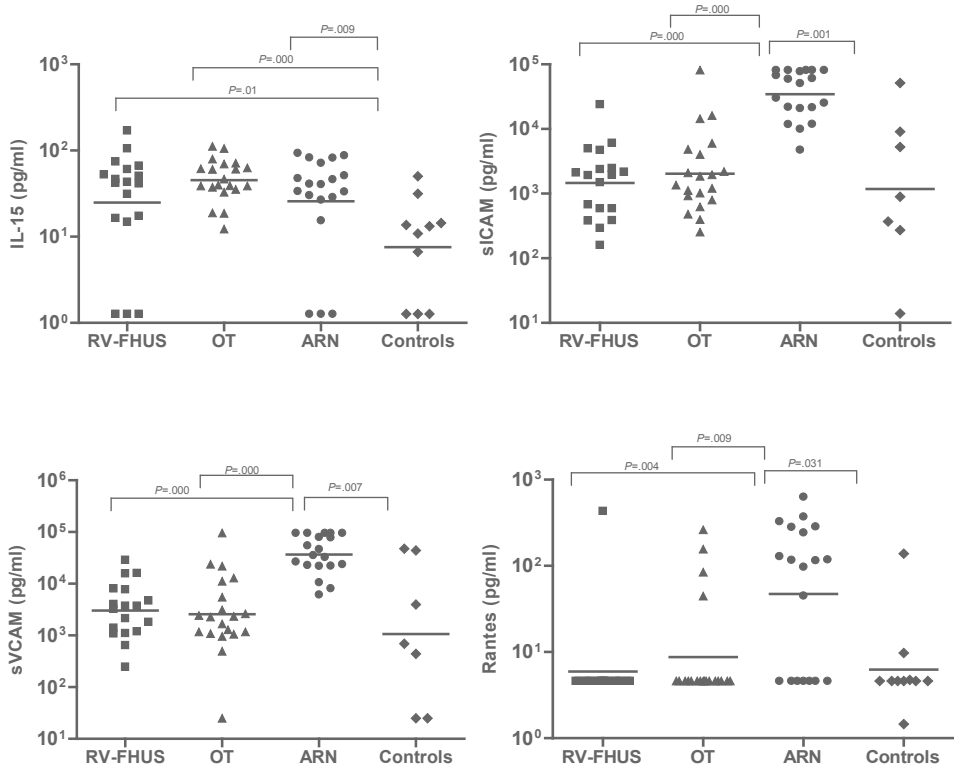 P=.009
P=.000
P=.01
10³
10²
10¹
10⁰
IL-15 (pg/ml)
RV-FHUS OT ARN Controls
P=.000
P=.000 P=.001
10⁵
10⁴
10³
10²
10¹
sICAM (pg/ml)
RV-FHUS OT ARN Controls
P=.000
P=.000 P=.007
10⁶
10⁵
10⁴
10³
10²
10¹
sVCAM (pg/ml)
RV-FHUS OT ARN Controls
P=.009
P=.004 P=.031
10³
10²
10¹
10⁰
Rantes (pg/ml)
RV-FHUS OT ARN Controls